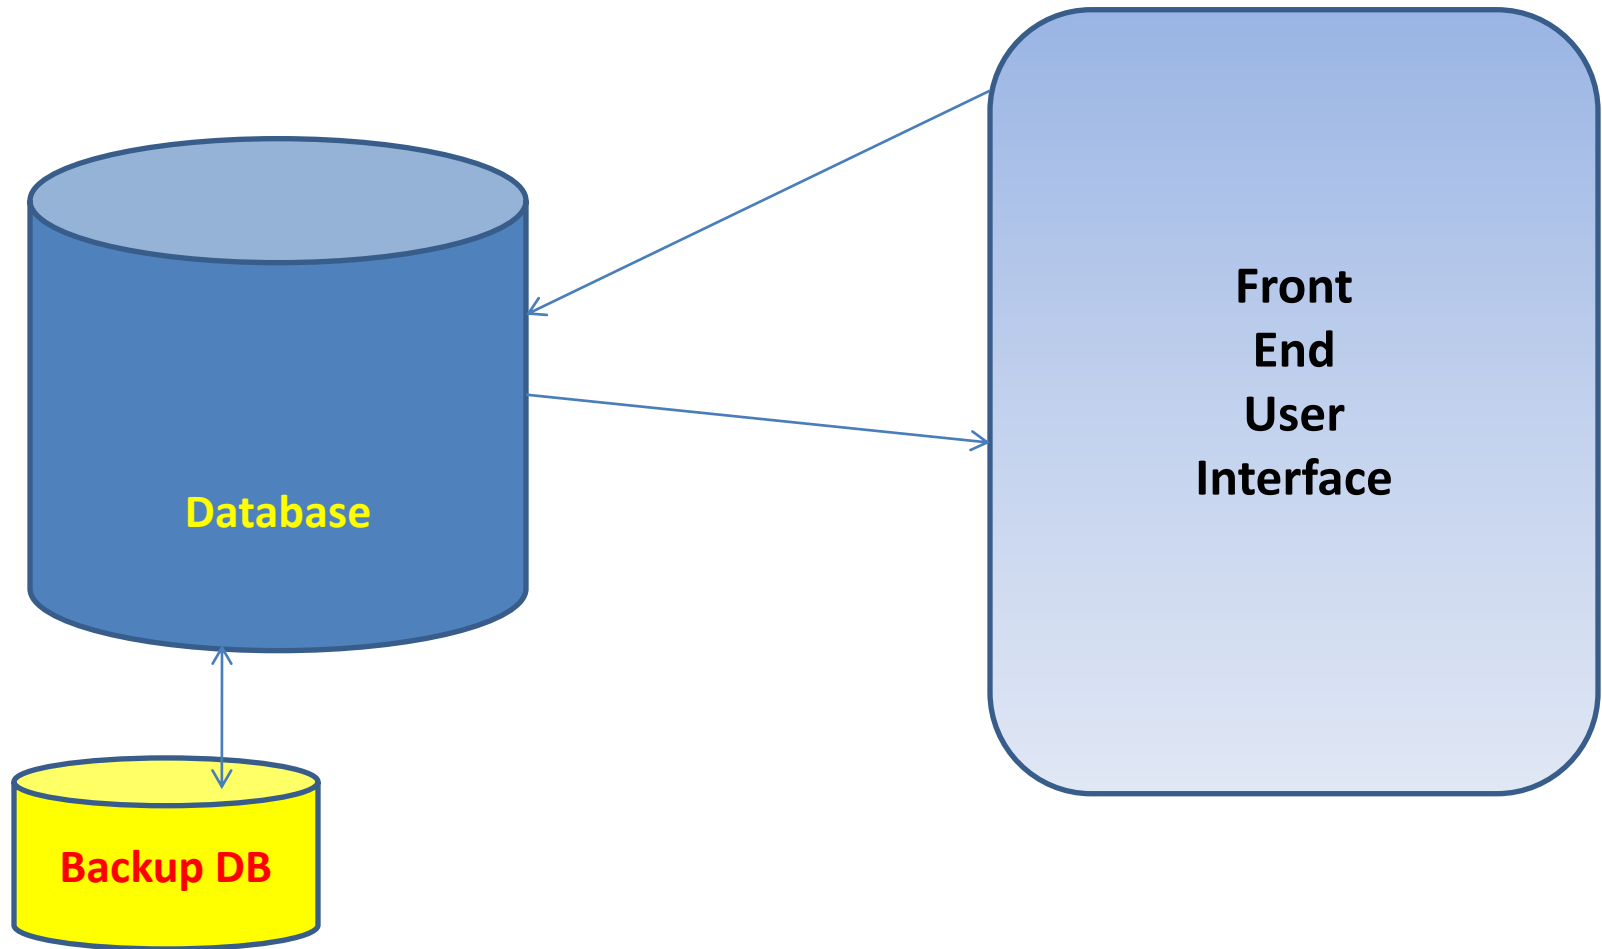 Front
End
User
Interface
Database
Backup DB